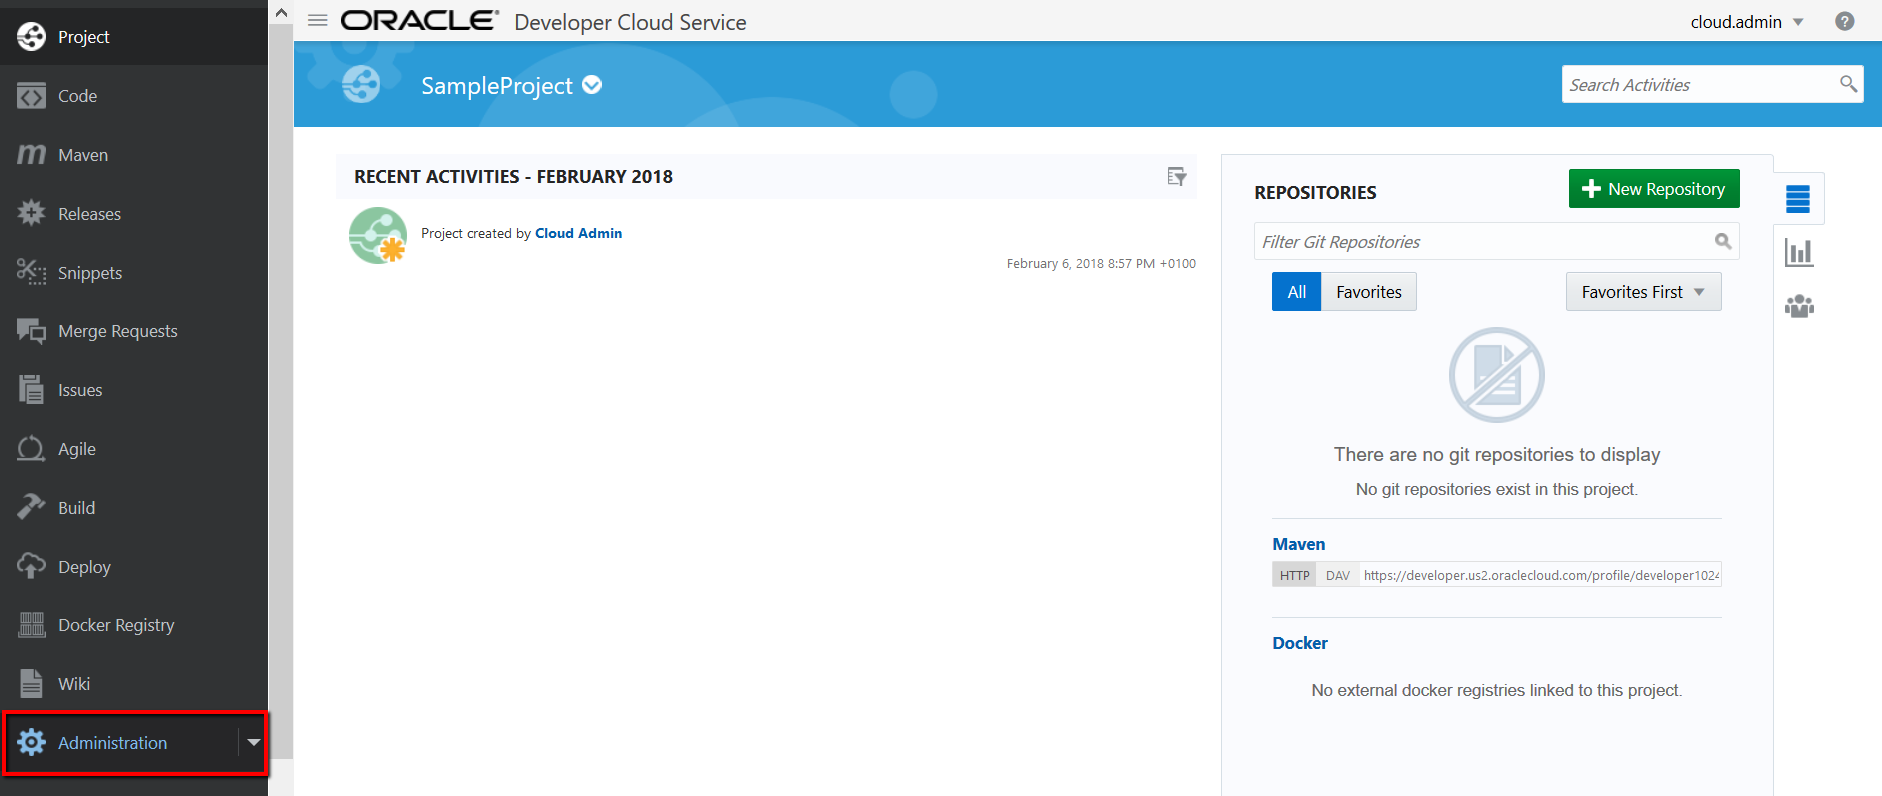 ORACLE® Developer Cloud Service
cloud.admin
Project
Code
Maven
Releases
Snippets
Merge Requests
Issues
Agile
Build
Deploy
Docker Registry
Wiki
Administration
SampleProject
Search Activities
RECENT ACTIVITIES - FEBRUARY 2018
Project created by Cloud Admin
February 6, 2018 8:57 PM +0100
REPOSITORIES
New Repository
Filter Git Repositories
All Favorites
Favorites First
There are no git repositories to display
No git repositories exist in this project.
Maven
HTTP DAV https://developer.us2.oraclecloud.com/profile/developer1024
Docker
No external docker registries linked to this project.